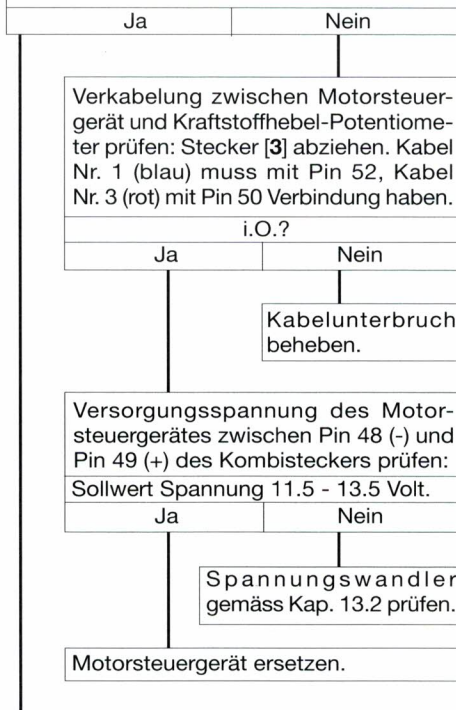 Ja Nein
Verkabelung zwischen Motorsteuer-
gerät und Kraftstoffhebel-Potentiome-
ter prüfen: Stecker [3] abziehen. Kabel
Nr. 1 (blau) muss mit Pin 52, Kabel
Nr. 3 (rot) mit Pin 50 Verbindung haben.
i.O.?
Ja Nein
Kabelunterbruch
beheben.
Versorgungsspannung des Motor-
steuergerätes zwischen Pin 48 (-) und
Pin 49 (+) des Kombisteckers prüfen:
Sollwert Spannung 11.5 - 13.5 Volt.
Ja Nein
Spannungswandler
gemäss Kap. 13.2 prüfen.
Motorsteuergerät ersetzen.